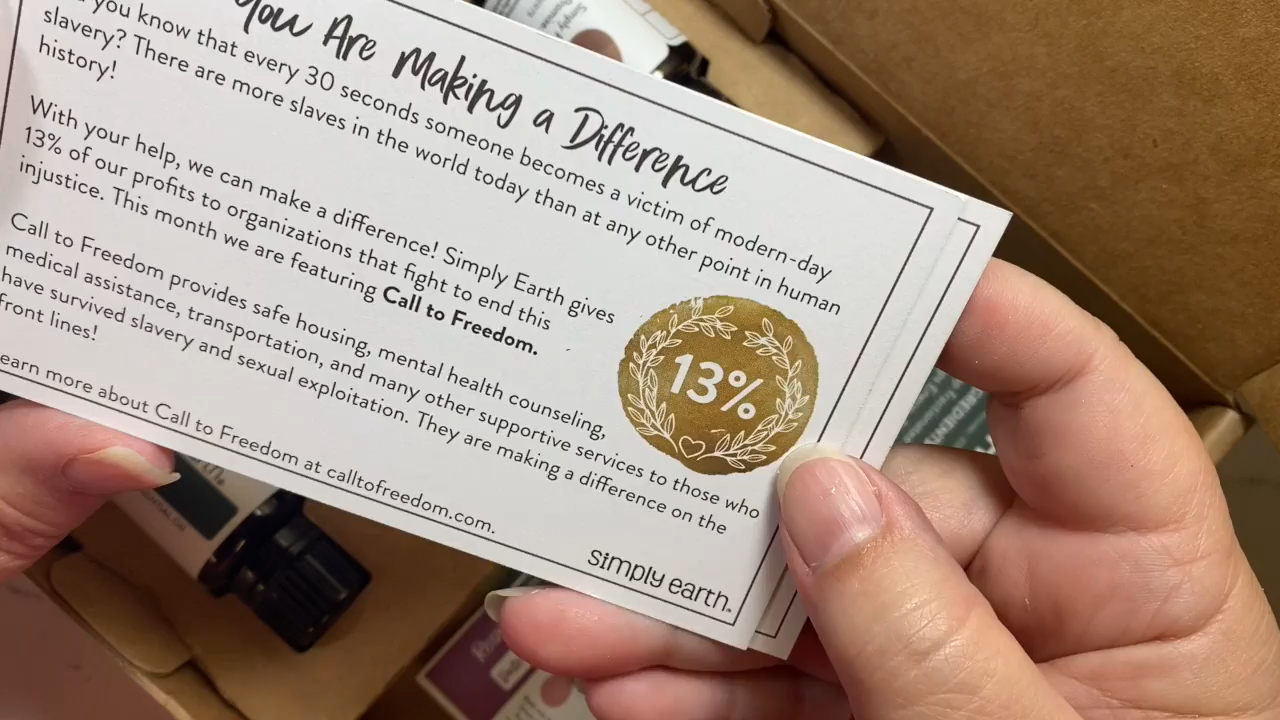 You Are Making a Difference
you know that every 30 seconds someone becomes a victim of modern-day
slavery? There are more slaves in the world today than at any other point in human
history!
With your help, we can make a difference! Simply Earth gives
13% of our profits to organizations that fight to end this
injustice. This month we are featuring Call to Freedom.
Call to Freedom provides safe housing, mental health counseling,
medical assistance, transportation, and many other supportive services to those who
have survived slavery and sexual exploitation. They are making a difference on the
front lines!
earn more about Call to Freedom at calltofreedom.com.
13%
simply earth